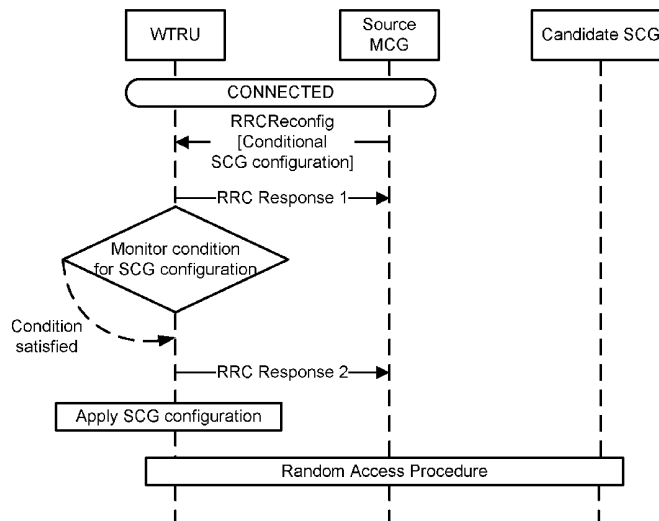 WTRU
Source
MCG
Candidate SCG
CONNECTED
RRCReconfig
[Conditional
SCG configuration]
RRC Response 1
Monitor condition
for SCG configuration
Condition
satisfied
RRC Response 2
Apply SCG configuration
Random Access Procedure